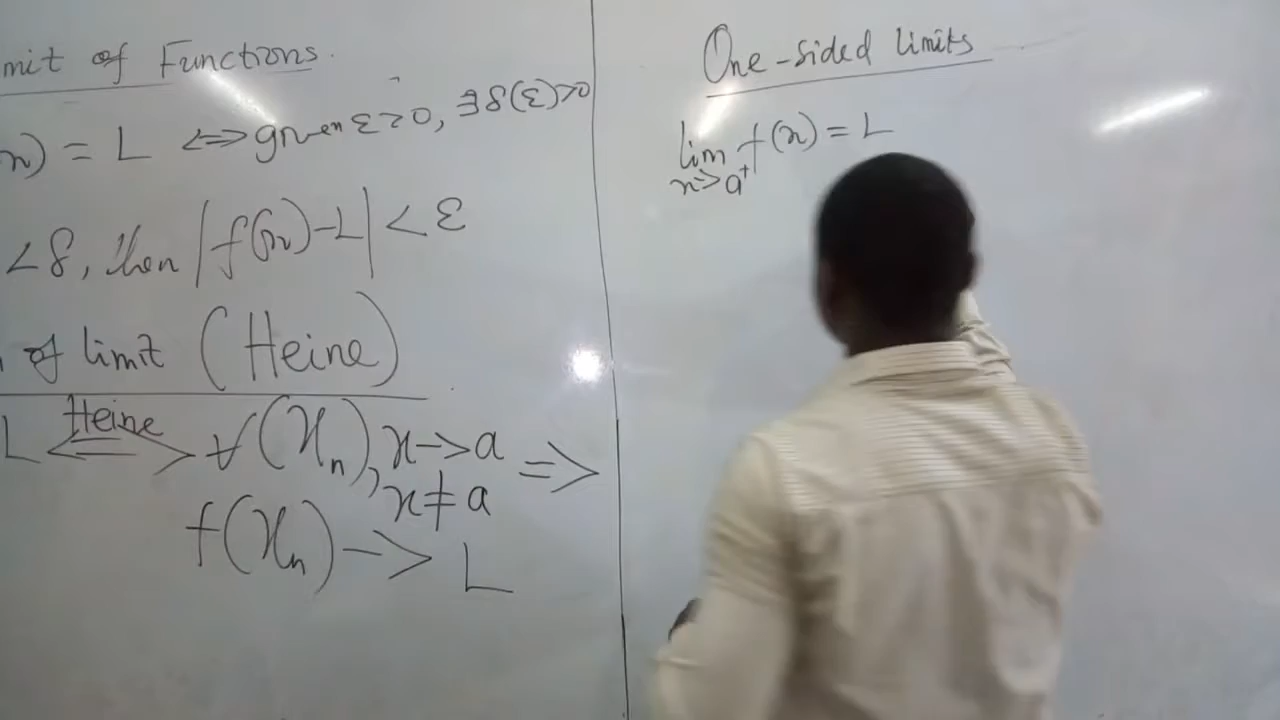 mit of Functions.
n) = L <=> given ε>0, ∃δ(ε)>0
<δ, then |f(n)-L| < ε
of limit (Heine)
L <=Heine=> ∀(xₙ), x->a =>
x≠a
f(xₙ) -> L
One-sided limits
lim f(x) = L
x->a⁺